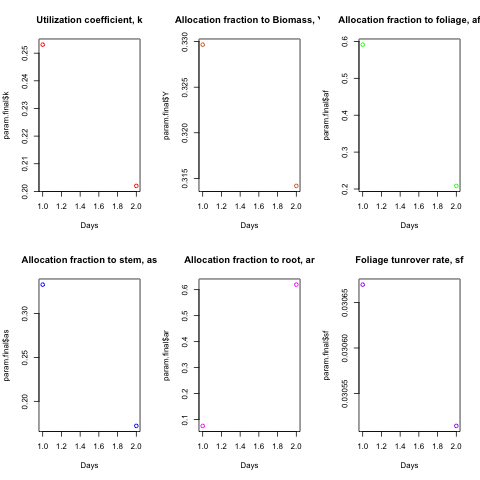 Utilization coefficient, k
param.final$k
0.20 0.21 0.22 0.23 0.24 0.25
1.0 1.2 1.4 1.6 1.8 2.0
Days
Allocation fraction to Biomass,
param.final$Y
0.315 0.320 0.325 0.330
1.0 1.2 1.4 1.6 1.8 2.0
Days
Allocation fraction to foliage, af
param.final$af
0.2 0.3 0.4 0.5 0.6
1.0 1.2 1.4 1.6 1.8 2.0
Days
Allocation fraction to stem, as
param.final$as
0.20 0.25 0.30
1.0 1.2 1.4 1.6 1.8 2.0
Days
Allocation fraction to root, ar
param.final$ar
0.1 0.2 0.3 0.4 0.5 0.6
1.0 1.2 1.4 1.6 1.8 2.0
Days
Foliage tunrover rate, sf
param.final$sf
0.03055 0.03060 0.03065
1.0 1.2 1.4 1.6 1.8 2.0
Days